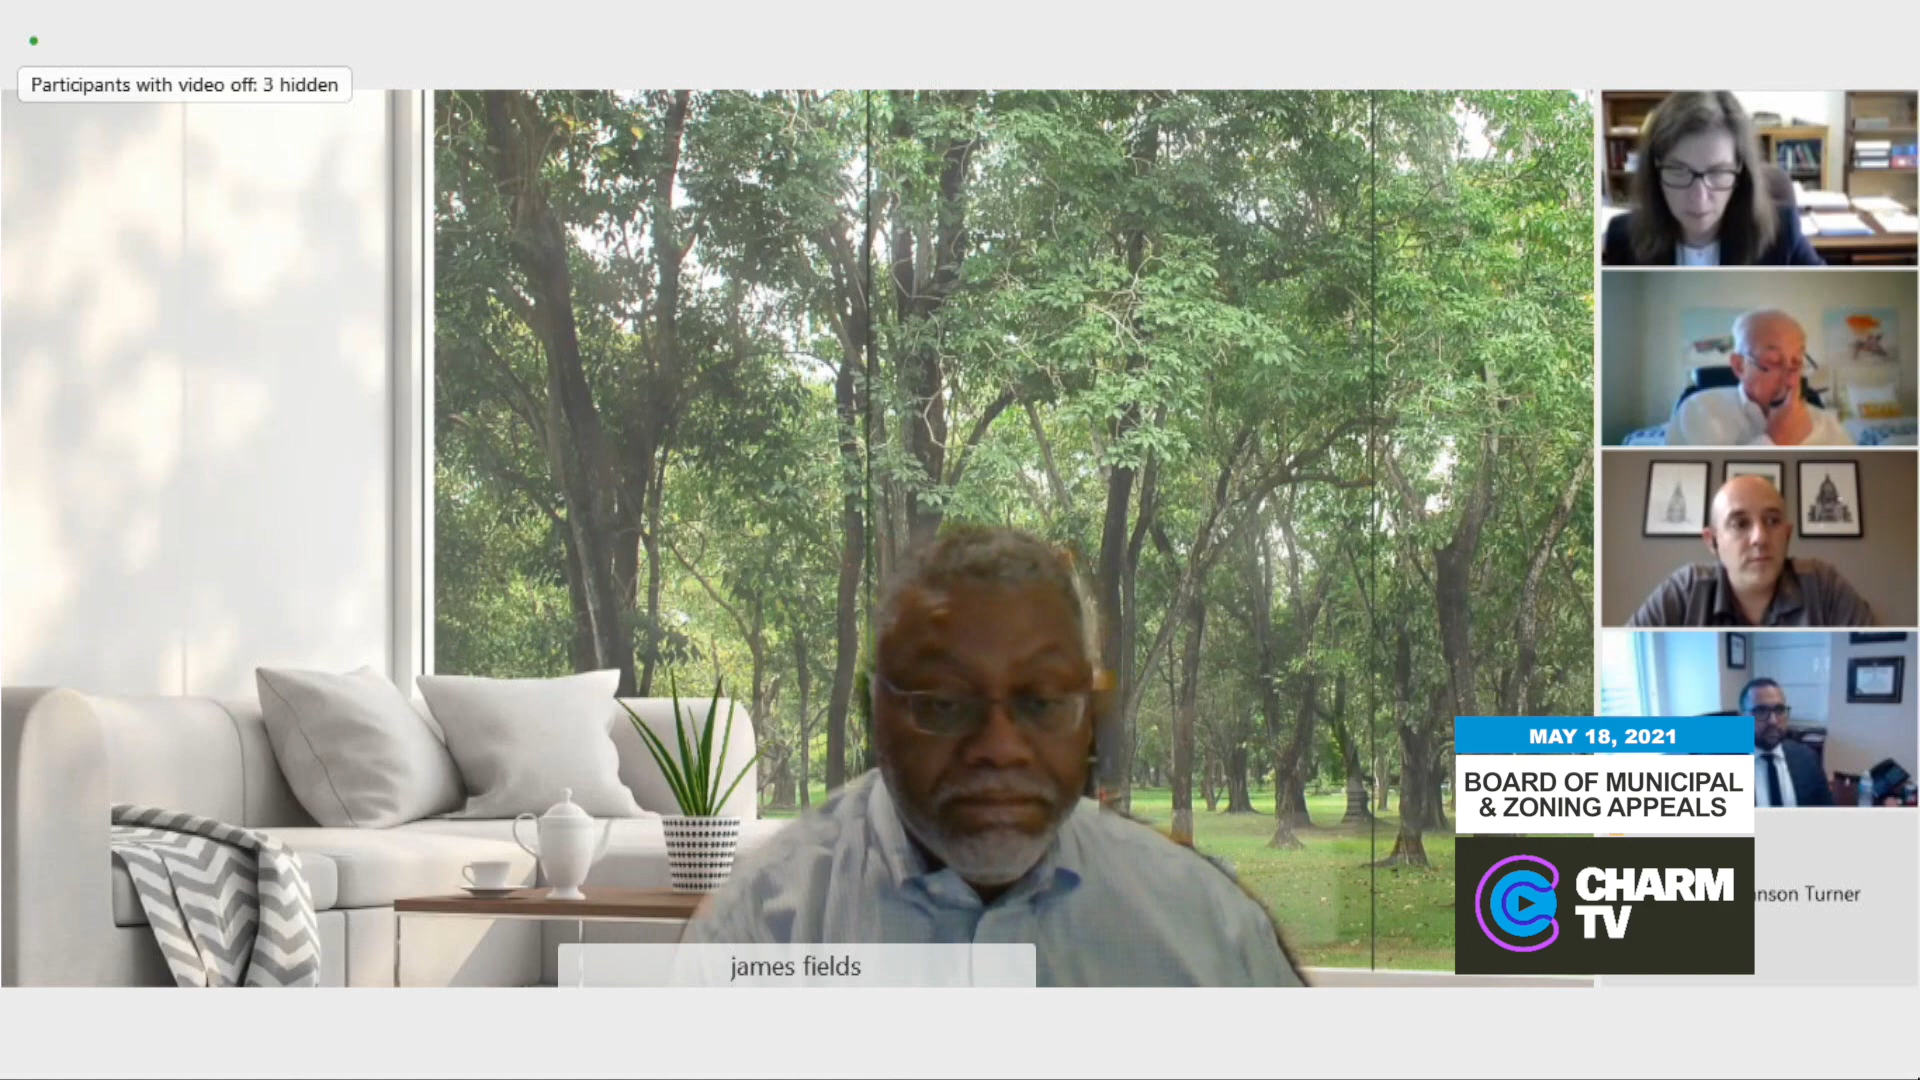 Participants with video off: 3 hidden
MAY 18, 2021
BOARD OF MUNICIPAL
& ZONING APPEALS
CHARM
TV
Turner
james fields